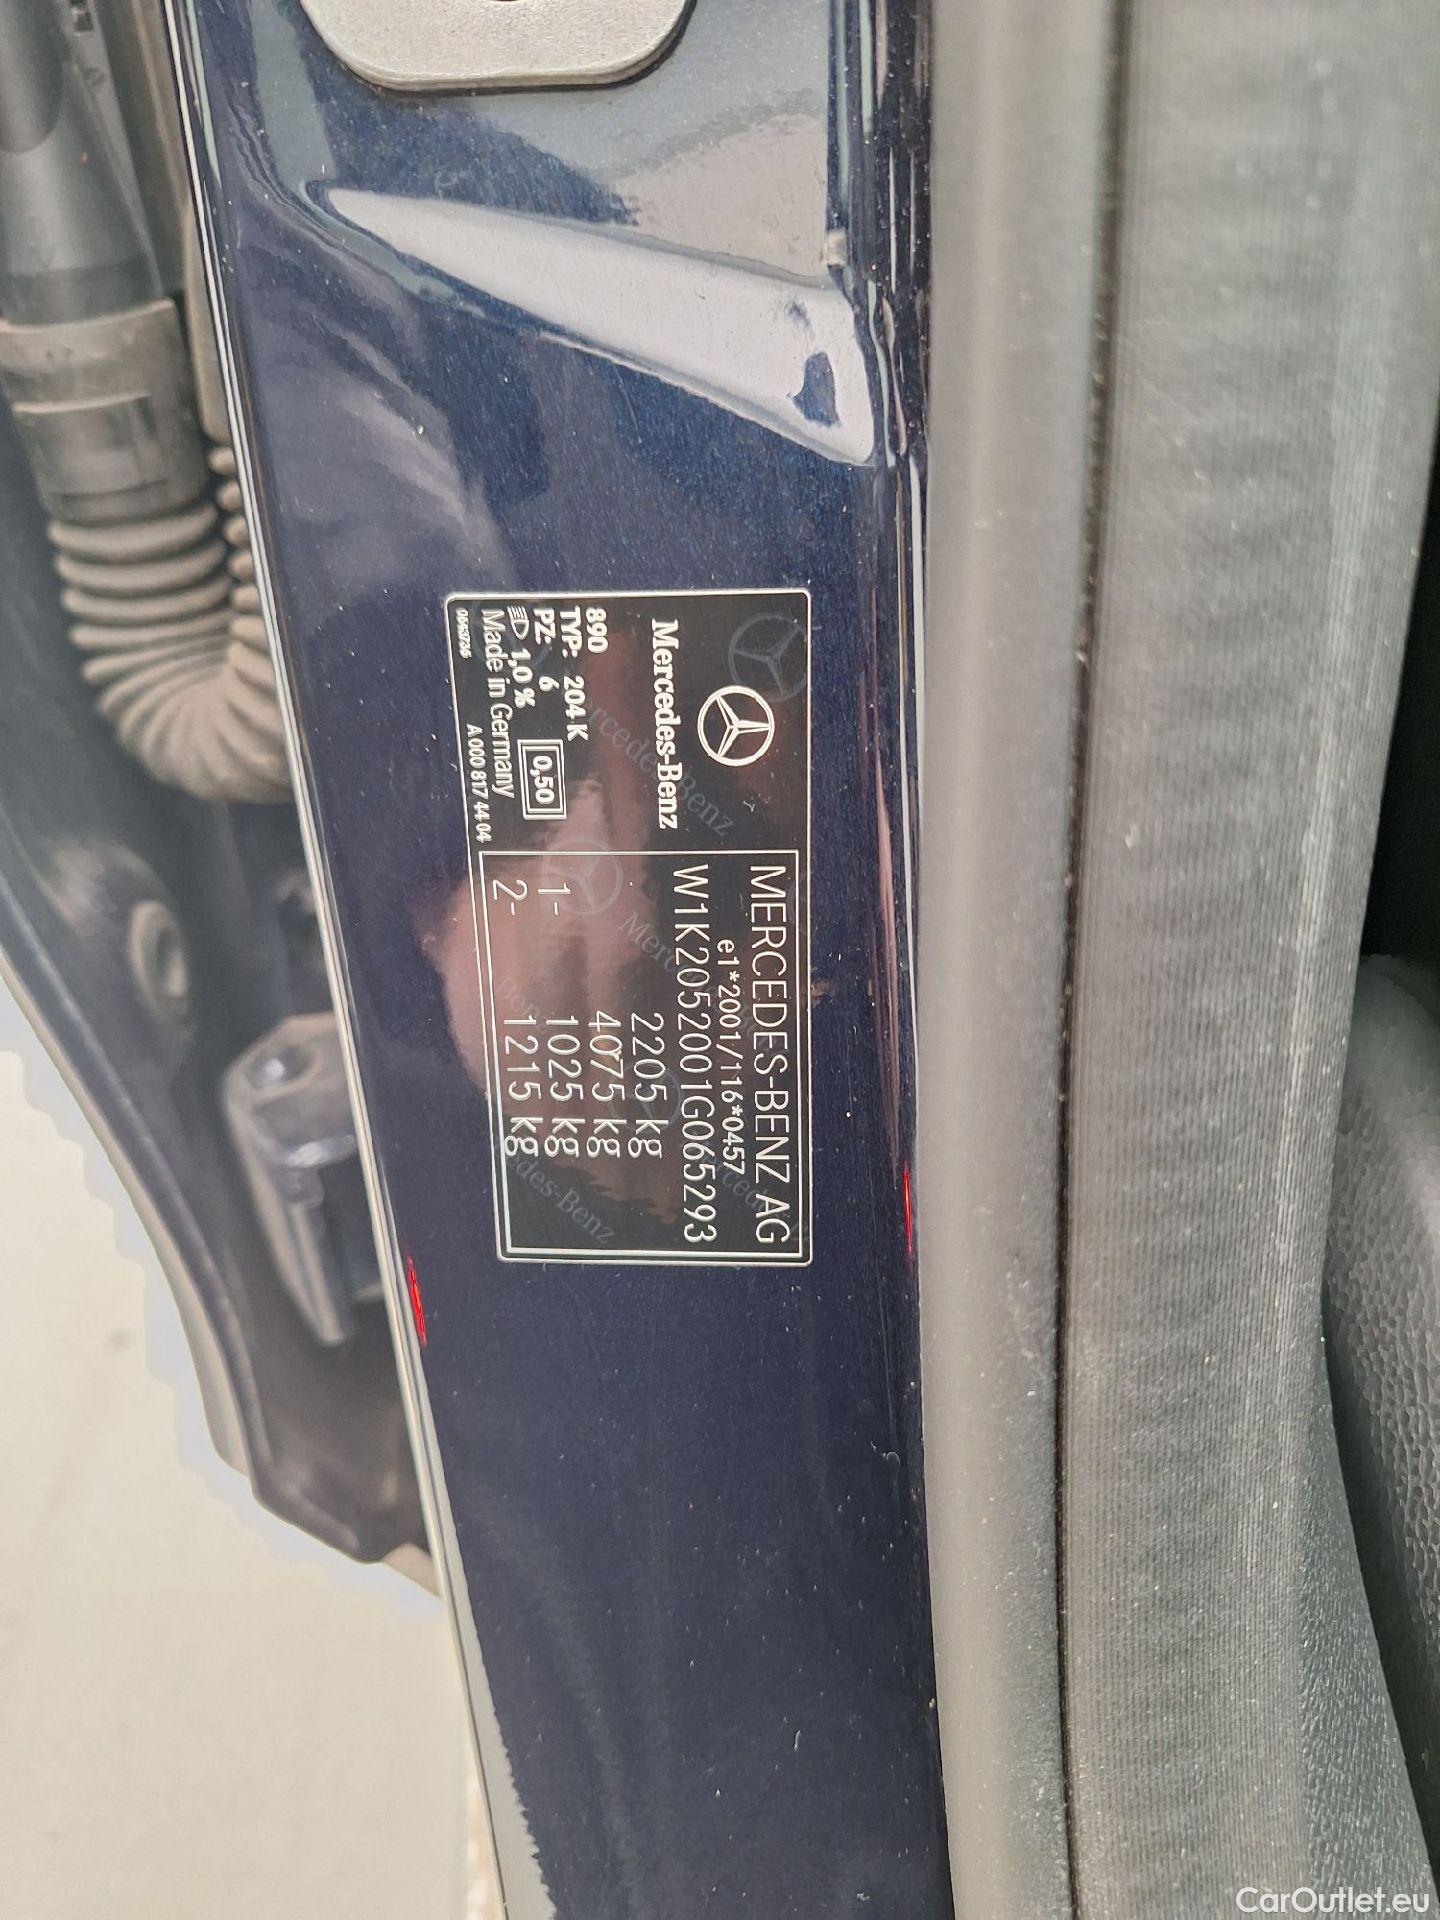 Mercedes-Benz
890
TYP: 204 K
PZ: 6
1,0 %
0,50
Made in Germany
A 000 817 44 04
MERCEDES-BENZ AG
e1*2001/116*0457
W1K2052001G065293
2205 kg
4075 kg
1- 1025 kg
2- 1215 kg
CarOutlet.eu